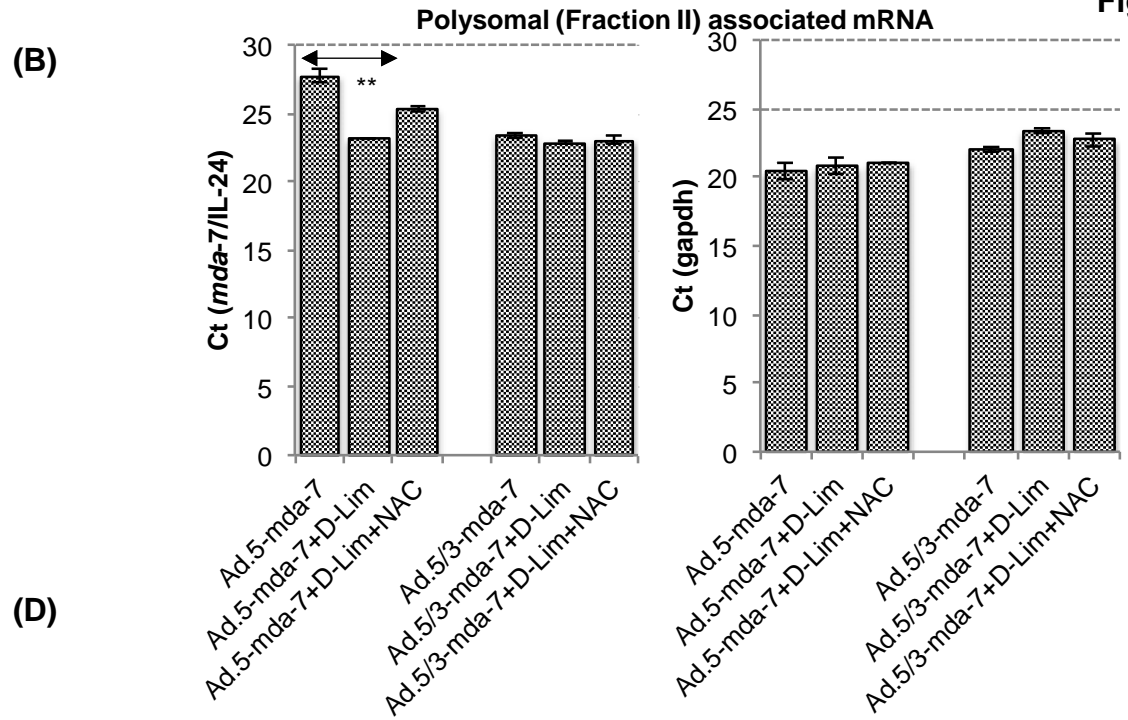 Polysomal (Fraction II) associated mRNA
Fig
(B)
30
25
20
15
10
5
0
Ct (mda-7/IL-24)
**
Ad.5-mda-7
Ad.5-mda-7+D-Lim
Ad.5-mda-7+D-Lim+NAC
Ad.5/3-mda-7
Ad.5/3-mda-7+D-Lim
Ad.5/3-mda-7+D-Lim+NAC
30
25
20
15
10
5
0
Ct (gapdh)
Ad.5-mda-7
Ad.5-mda-7+D-Lim
Ad.5-mda-7+D-Lim+NAC
Ad.5/3-mda-7
Ad.5/3-mda-7+D-Lim
Ad.5/3-mda-7+D-Lim+NAC
(D)